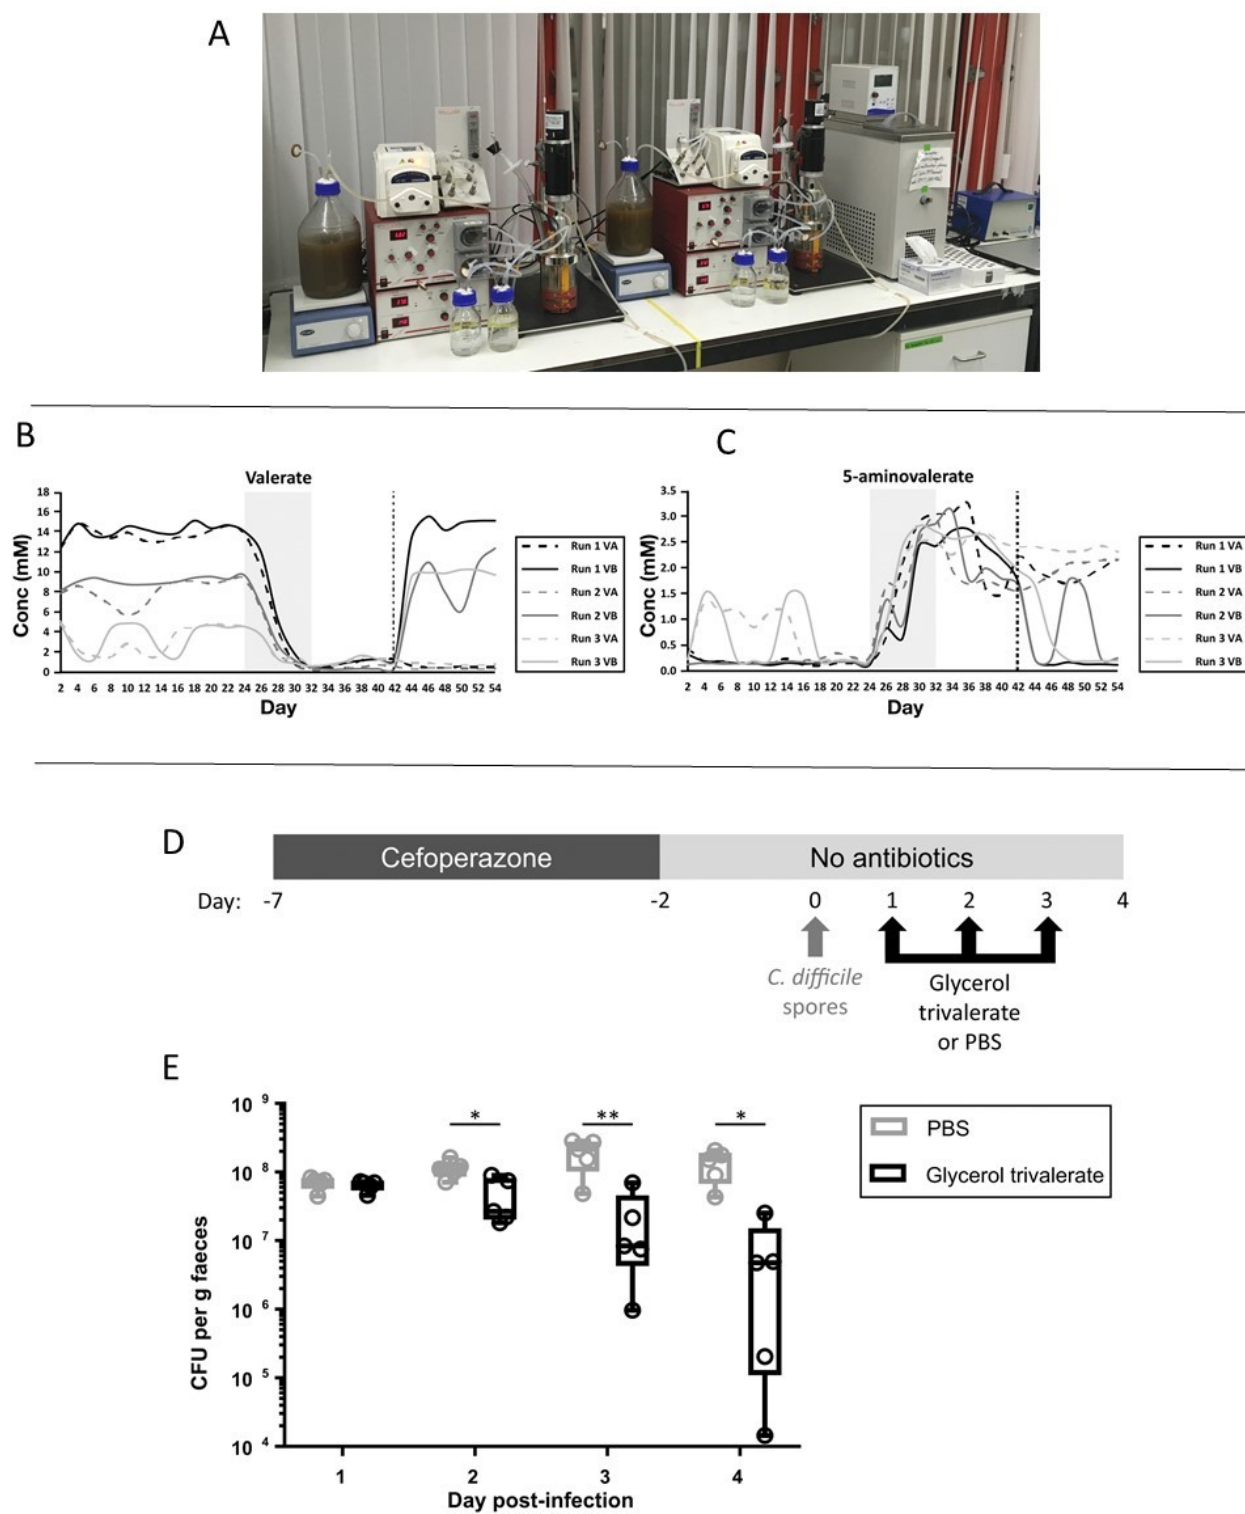 A
B
Valerate
18
16
14
12
10
8
6
4
2
0
Conc (mM)
2 4 6 8 10 12 14 16 18 20 22 24 26 28 30 32 34 36 38 40 42 44 46 48 50 52 54
Day
Run 1 VA
Run 1 VB
Run 2 VA
Run 2 VB
Run 3 VA
Run 3 VB
C
5-aminovalerate
3.5
3.0
2.5
2.0
1.5
1.0
0.5
0.0
Conc (mM)
2 4 6 8 10 12 14 16 18 20 22 24 26 28 30 32 34 36 38 40 42 44 46 48 50 52 54
Day
Run 1 VA
Run 1 VB
Run 2 VA
Run 2 VB
Run 3 VA
Run 3 VB
D
Cefoperazone No antibiotics
Day: -7 -2 0 1 2 3 4
C. difficile
spores
Glycerol
trivalerate
or PBS
E
10 9
10 8
10 7
10 6
10 5
10 4
CFU per g faeces
* ** *
1 2 3 4
Day post-infection
PBS
Glycerol trivalerate